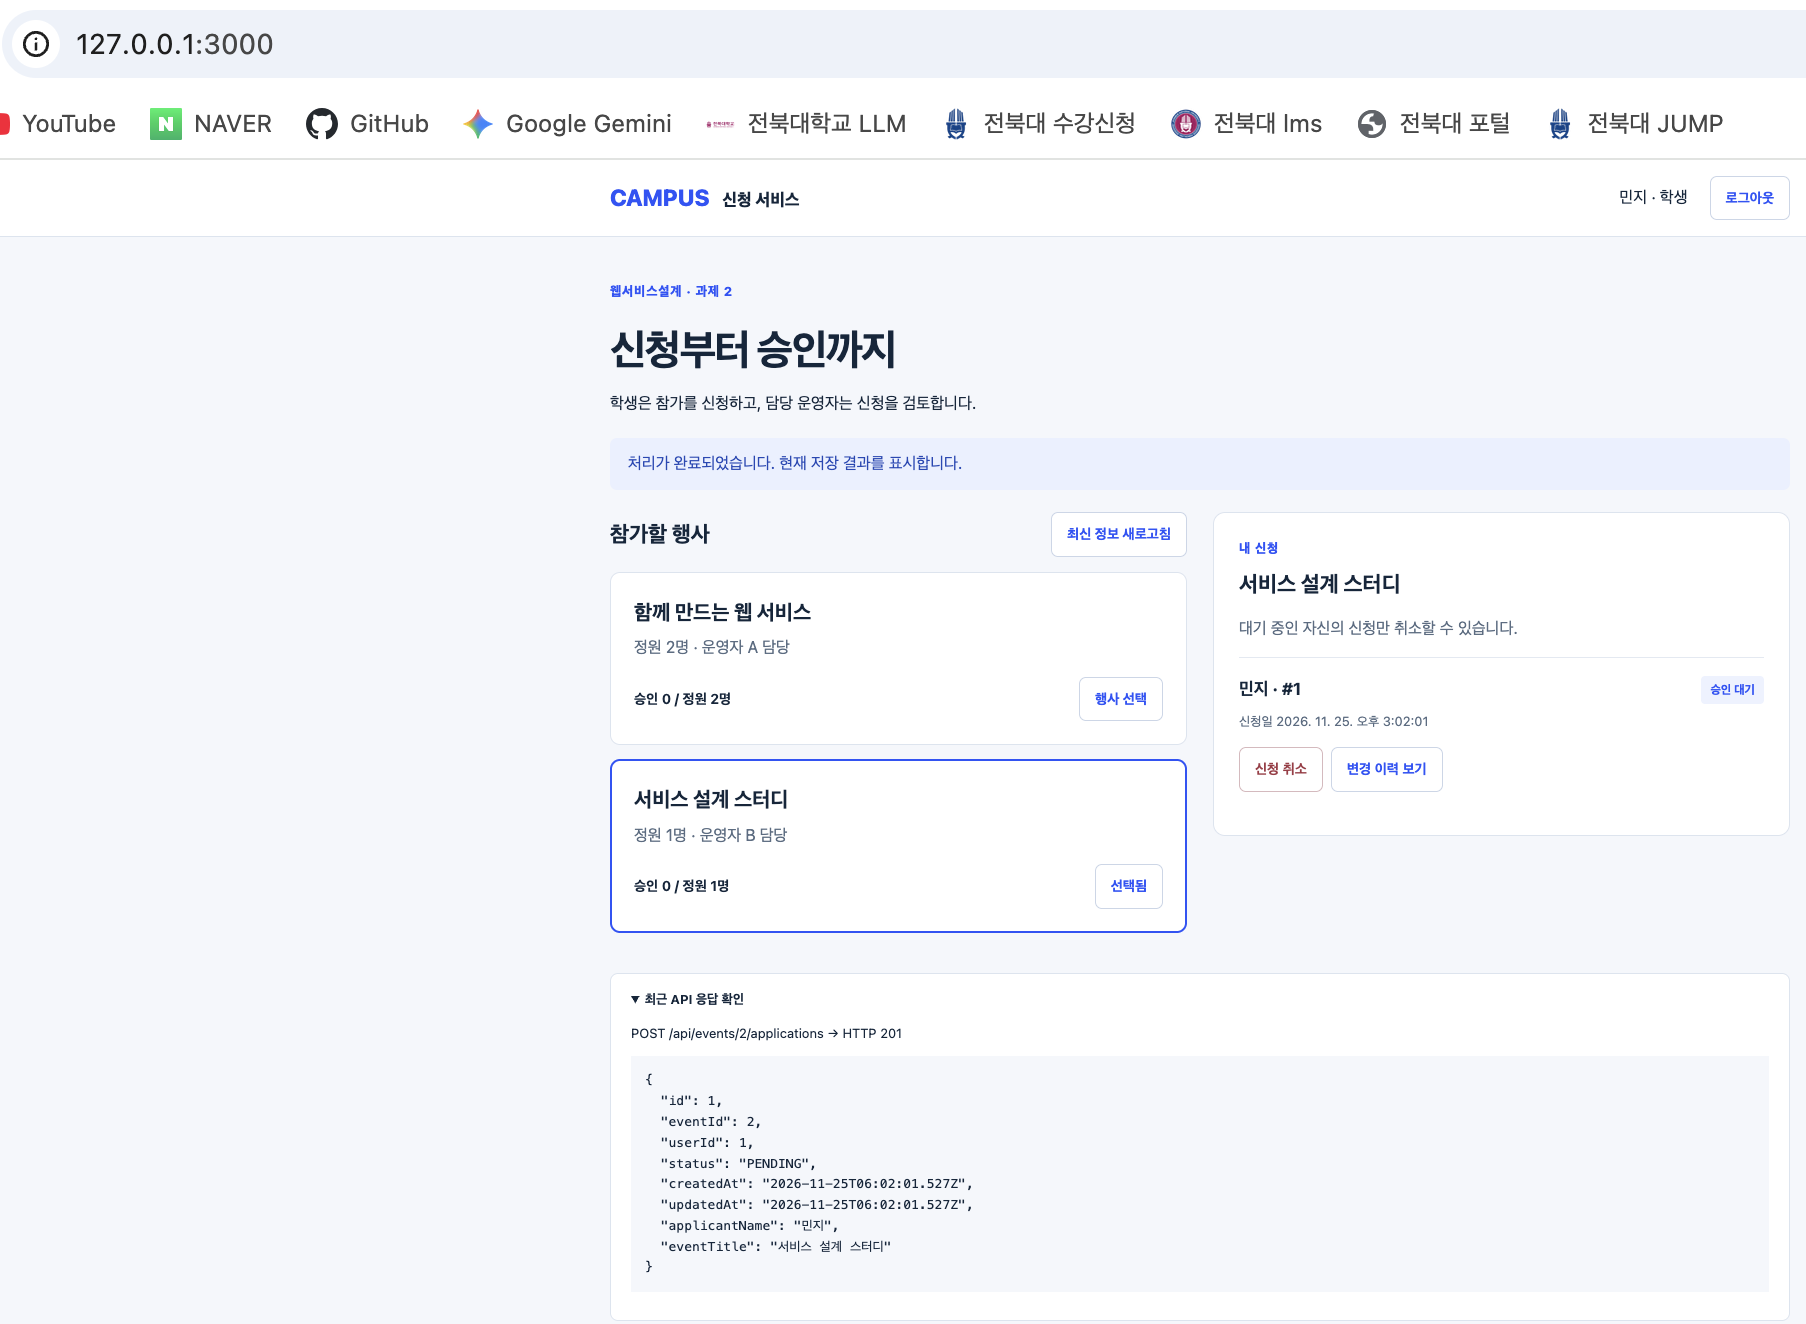 127.0.0.1:3000
YouTube NAVER GitHub Google Gemini 전북대학교 LLM 전북대 수강신청 전북대 lms 전북대 포털 전북대 JUMP
CAMPUS 신청 서비스
민지 · 학생
로그아웃
웹서비스설계 · 과제 2
신청부터 승인까지
학생은 참가를 신청하고, 담당 운영자는 신청을 검토합니다.
처리가 완료되었습니다. 현재 저장 결과를 표시합니다.
참가할 행사
최신 정보 새로고침
함께 만드는 웹 서비스
정원 2명 · 운영자 A 담당
승인 0 / 정원 2명
행사 선택
서비스 설계 스터디
정원 1명 · 운영자 B 담당
승인 0 / 정원 1명
선택됨
내 신청
서비스 설계 스터디
대기 중인 자신의 신청만 취소할 수 있습니다.
민지 · #1
승인 대기
신청일 2026. 11. 25. 오후 3:02:01
신청 취소
변경 이력 보기
▼ 최근 API 응답 확인
POST /api/events/2/applications → HTTP 201
{
"id": 1,
"eventId": 2,
"userId": 1,
"status": "PENDING",
"createdAt": "2026-11-25T06:02:01.527Z",
"updatedAt": "2026-11-25T06:02:01.527Z",
"applicantName": "민지",
"eventTitle": "서비스 설계 스터디"
}